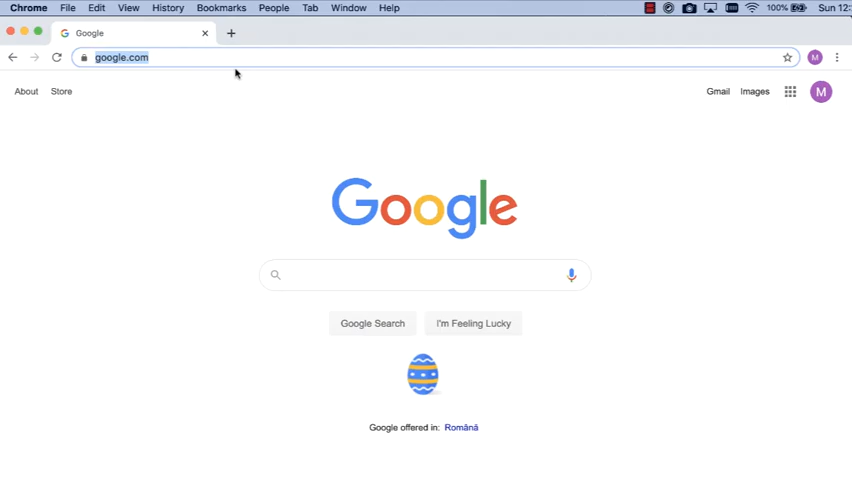 Chrome File Edit View History Bookmarks People Tab Window Help 100% Sun 12:
Google
google.com M
About Store Gmail Images M
Google
Google Search I'm Feeling Lucky
Google offered in: Română